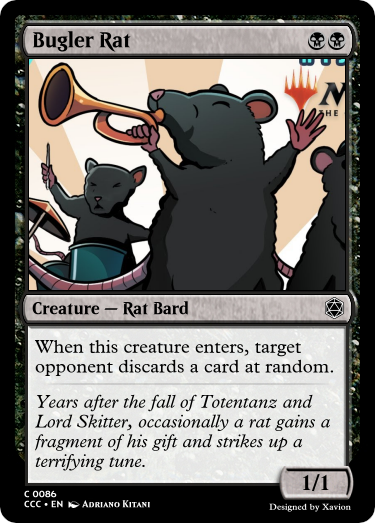 Bugler Rat
Creature — Rat Bard
When this creature enters, target
opponent discards a card at random.
Years after the fall of Totentanz and
Lord Skitter, occasionally a rat gains a
fragment of his gift and strikes up a
terrifying tune.
1/1
C 0086
CCC • EN Adriano Kitani
Designed by Xavion